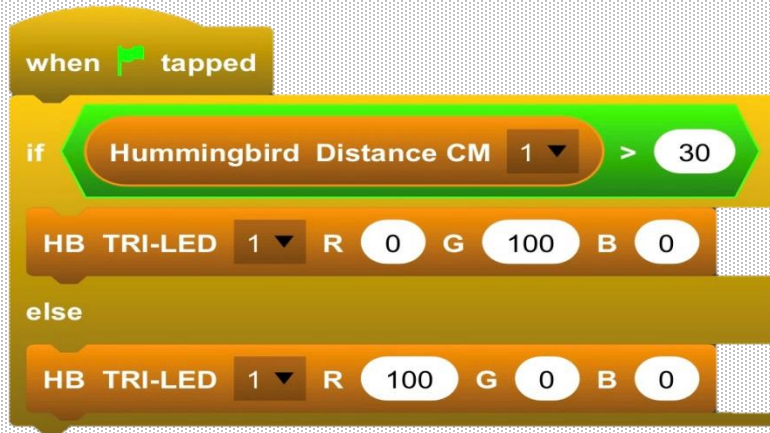 when tapped
if Hummingbird Distance CM 1 > 30
HB TRI-LED 1 R 0 G 100 B 0
else
HB TRI-LED 1 R 100 G 0 B 0